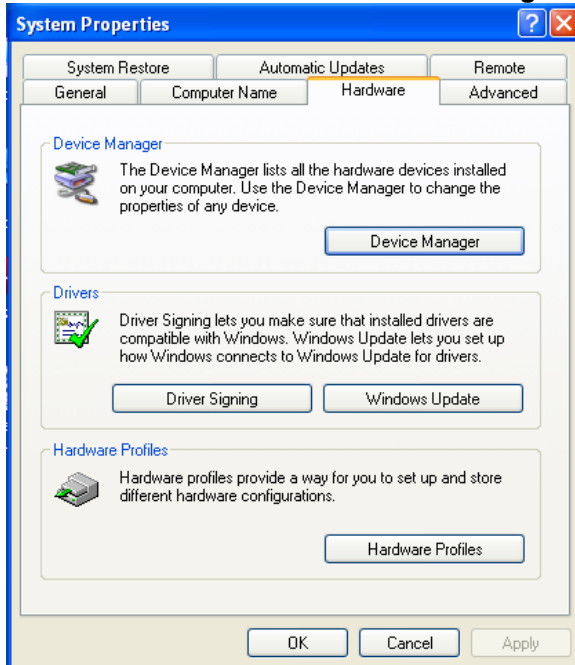 System Properties
System Restore Automatic Updates Remote
General Computer Name Hardware Advanced
Device Manager
The Device Manager lists all the hardware devices installed
on your computer. Use the Device Manager to change the
properties of any device.
Device Manager
Drivers
Driver Signing lets you make sure that installed drivers are
compatible with Windows. Windows Update lets you set up
how Windows connects to Windows Update for drivers.
Driver Signing Windows Update
Hardware Profiles
Hardware profiles provide a way for you to set up and store
different hardware configurations.
Hardware Profiles
OK Cancel Apply